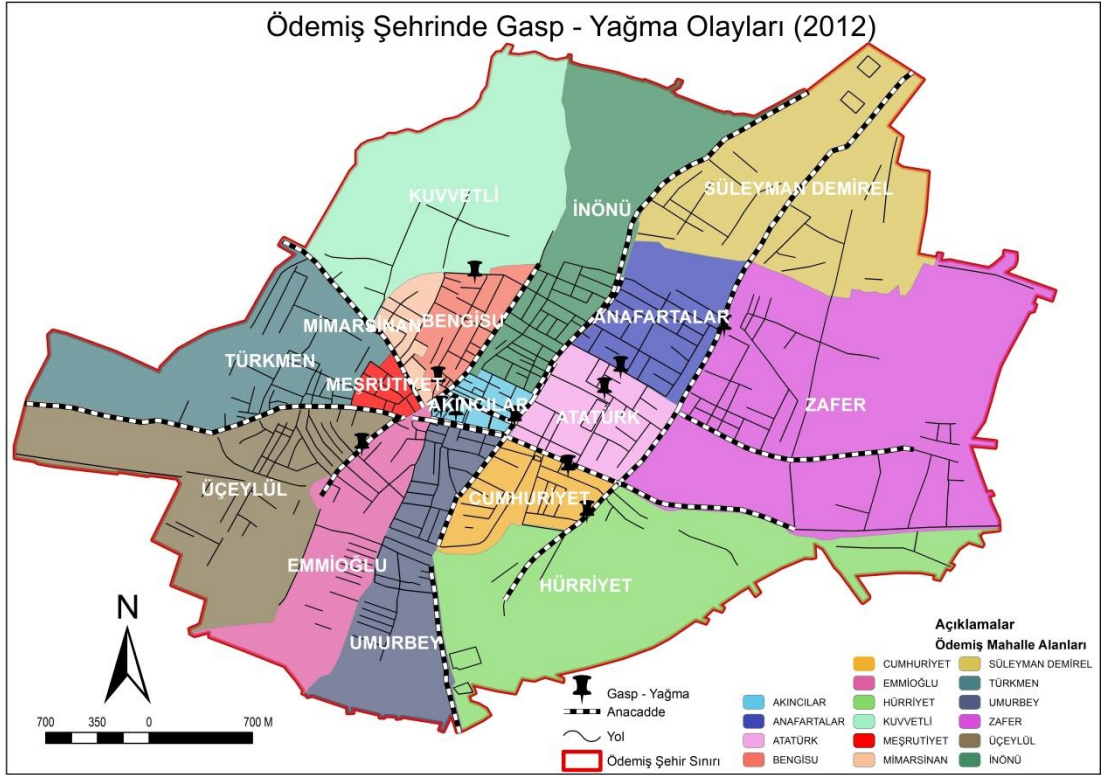 Ödemiş Şehrinde Gasp - Yağma Olayları (2012)
KUVVETLİ
SÜLEYMAN DEMİREL
İNÖNÜ
MİMARSİNAN
BENGİSU
ANAFARTALAR
TÜRKMEN
MEŞRUTİYET
AKINCILAR
ATATÜRK
ZAFER
ÜÇEYLÜL
CUMHURİYET
EMMİOĞLU
HÜRRİYET
UMURBEY
N
700 350 0 700 M
Gasp - Yağma
Anacadde
Yol
Ödemiş Şehir Sınırı
Açıklamalar
Ödemiş Mahalle Alanları
AKINCILAR
ANAFARTALAR
ATATÜRK
BENGİSU
CUMHURİYET
EMMİOĞLU
HÜRRİYET
KUVVETLİ
MEŞRUTİYET
MİMARSİNAN
SÜLEYMAN DEMİREL
TÜRKMEN
UMURBEY
ZAFER
ÜÇEYLÜL
İNÖNÜ